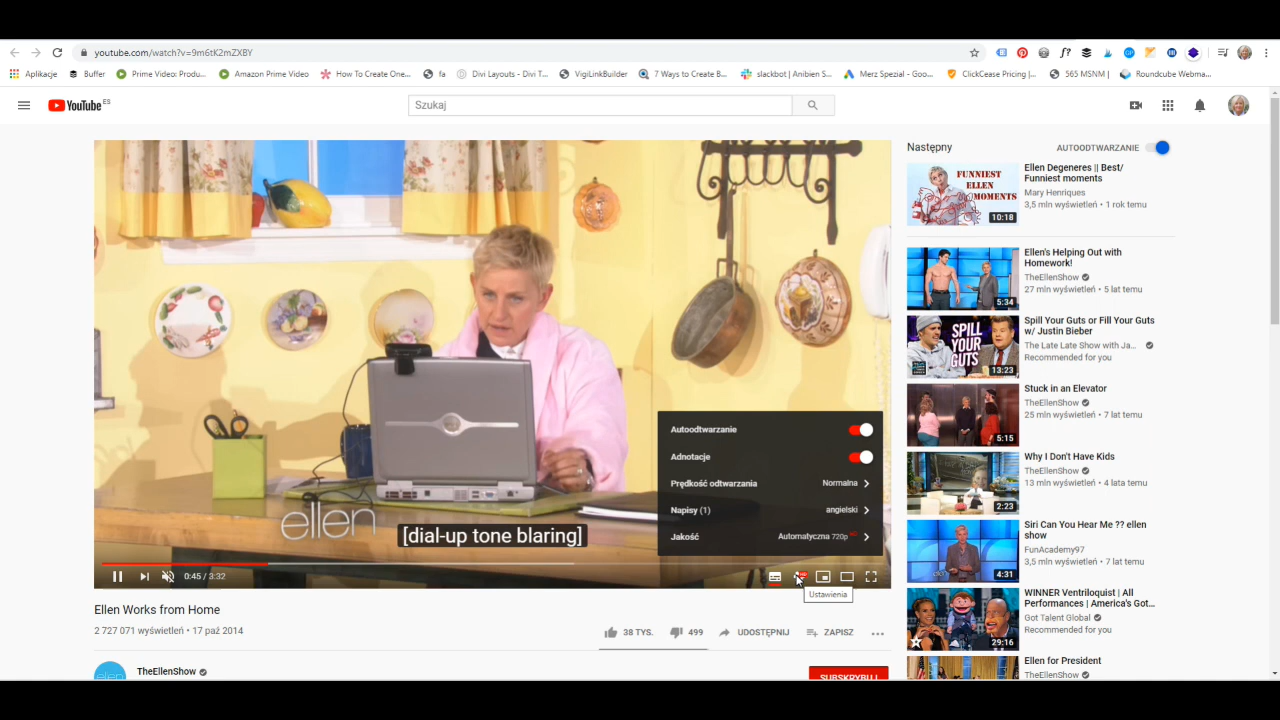 youtube.com/watch?v=9m6tK2mZXBY
f?
Aplikacje
Buffer
Prime Video: Produ...
Amazon Prime Video
How To Create One...
fa
Divi Layouts - Divi T...
VigiLinkBuilder
7 Ways to Create B...
slackbot | Anibien S...
Merz Spezial - Goo...
ClickCease Pricing |...
565 MSNM |
Roundcube Webma...
YouTube ES
Szukaj
ellen
[dial-up tone blaring]
Autoodtwarzanie
Adnotacje
Prędkość odtwarzania Normalna
Napisy (1) angielski
Jakość Automatyczna 720p HD
0:45 / 3:32
Ustawienia
Ellen Works from Home
2 727 071 wyświetleń • 17 paź 2014
38 TYS.
499
UDOSTĘPNIJ
ZAPISZ
TheEllenShow
SUBSKRYBUJ
Następny
AUTOODTWARZANIE
FUNNIEST
ELLEN
MOMENTS
10:18
Ellen Degeneres || Best/
Funniest moments
Mary Henriques
3,5 mln wyświetleń • 1 rok temu
5:34
Ellen's Helping Out with
Homework!
TheEllenShow
27 mln wyświetleń • 5 lat temu
SPILL
YOUR
GUTS
13:23
Spill Your Guts or Fill Your Guts
w/ Justin Bieber
The Late Late Show with Ja...
Recommended for you
5:15
Stuck in an Elevator
TheEllenShow
25 mln wyświetleń • 7 lat temu
2:23
Why I Don't Have Kids
TheEllenShow
13 mln wyświetleń • 4 lata temu
4:31
Siri Can You Hear Me ?? ellen
show
FunAcademy97
3,5 mln wyświetleń • 7 lat temu
29:16
WINNER Ventriloquist | All
Performances | America's Got...
Got Talent Global
Recommended for you
Ellen for President
TheEllenShow